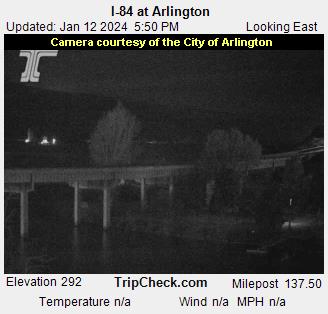 I-84 at Arlington
Updated: Jan 12 2024 5:50 PM Looking East
Camera courtesy of the City of Arlington
Elevation 292 TripCheck.com Milepost 137.50
Temperature n/a Wind n/a MPH n/a